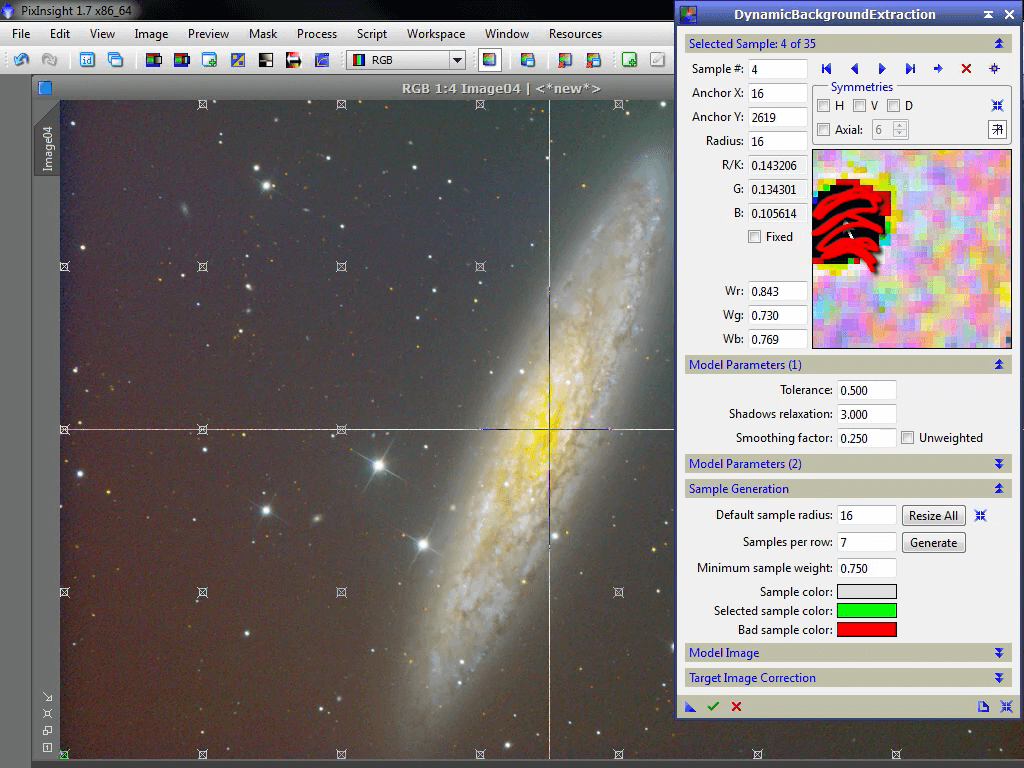 PixInsight 1.7 x86_64
File Edit View Image Preview Mask Process Script Workspace Window Resources
RGB
RGB 1:4 Image04 | <*new*>
Image04
DynamicBackgroundExtraction
Selected Sample: 4 of 35
Sample #: 4
Anchor X: 16
Anchor Y: 2619
Radius: 16
R/K: 0.143206
G: 0.134301
B: 0.105614
Fixed
Symmetries
H V D
Axial: 6
Wr: 0.843
Wg: 0.730
Wb: 0.769
Model Parameters (1)
Tolerance: 0.500
Shadows relaxation: 3.000
Smoothing factor: 0.250 Unweighted
Model Parameters (2)
Sample Generation
Default sample radius: 16 Resize All
Samples per row: 7 Generate
Minimum sample weight: 0.750
Sample color:
Selected sample color:
Bad sample color:
Model Image
Target Image Correction